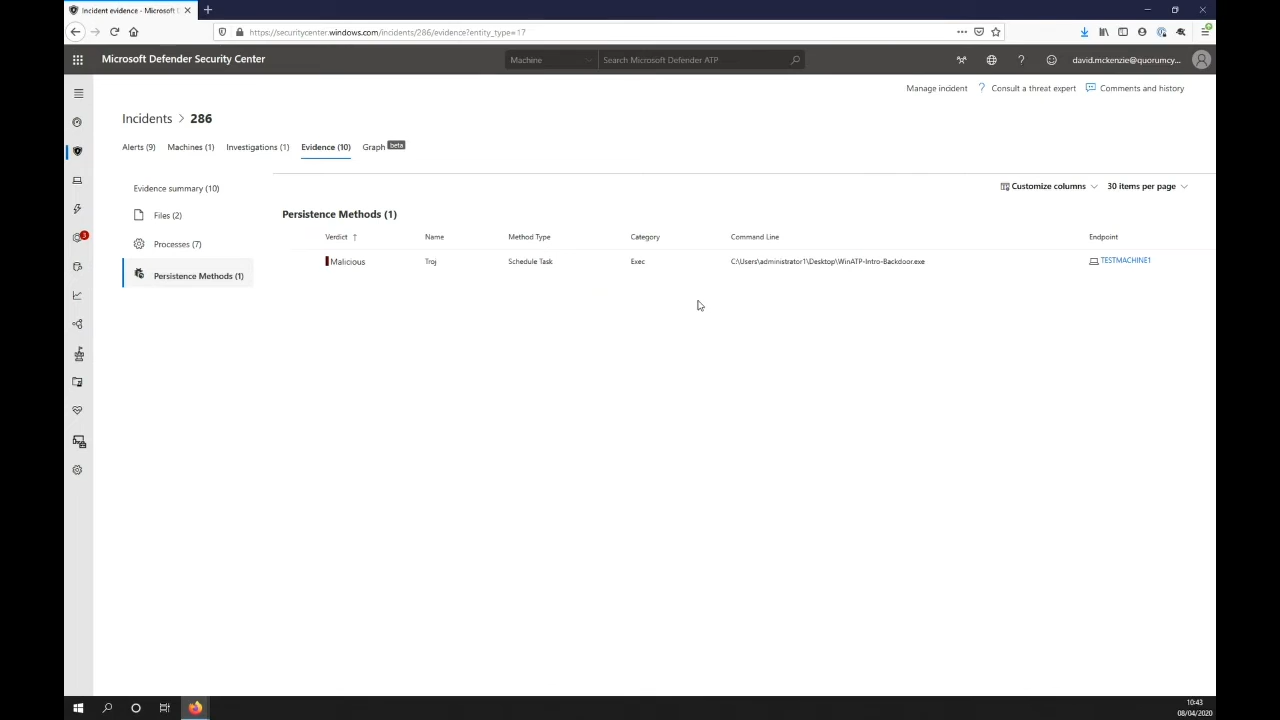 Incident evidence - Microsoft
https://securitycenter.windows.com/incidents/286/evidence?entity_type=17
Microsoft Defender Security Center
Machine
Search Microsoft Defender ATP
david.mckenzie@quorumcy...
Manage incident
? Consult a threat expert
Comments and history
Incidents > 286
Alerts (9) Machines (1) Investigations (1) Evidence (10) Graph beta
Evidence summary (10)
Customize columns
30 items per page
Files (2)
Processes (7)
3
Persistence Methods (1)
Persistence Methods (1)
Verdict ↑ Name Method Type Category Command Line Endpoint
Malicious Troj Schedule Task Exec C:\Users\administrator1\Desktop\WinATP-Intro-Backdoor.exe TESTMACHINE1
10:43
08/04/2020